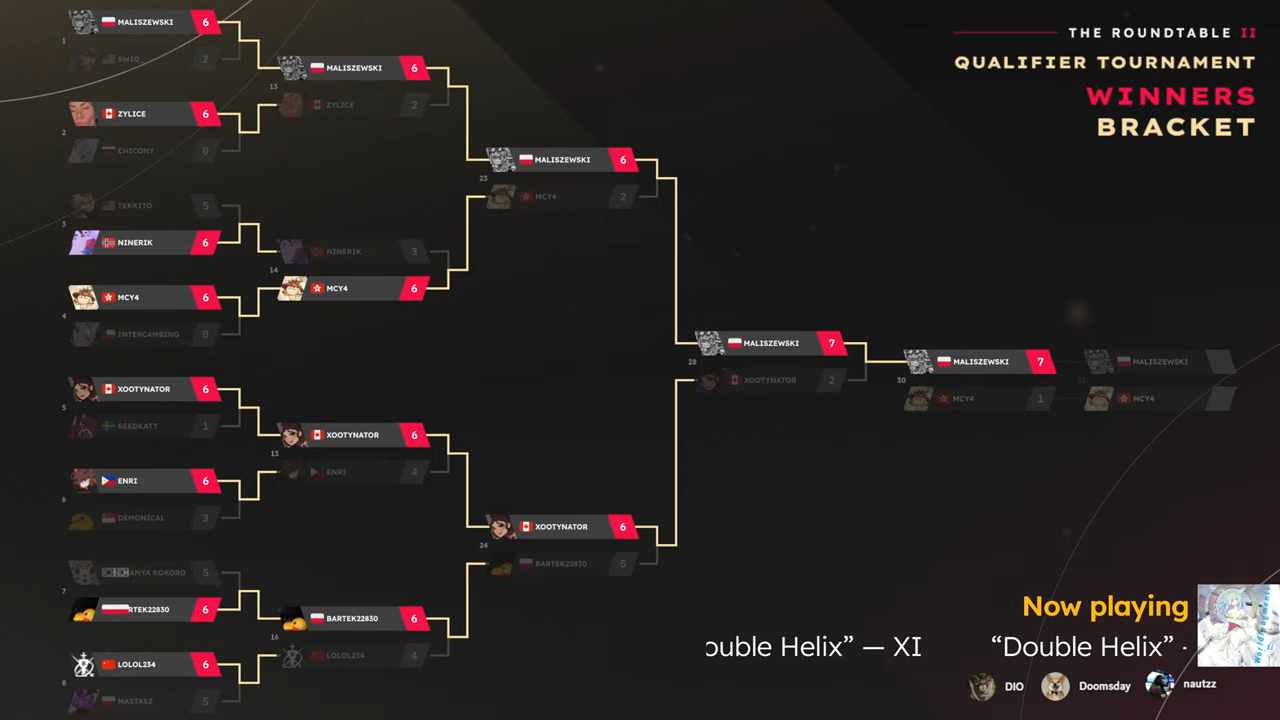 THE ROUNDTABLE II
QUALIFIER TOURNAMENT
WINNERS
BRACKET
1
MALISZEWSKI 6
SWIQ 2
2
ZYLICE 6
CHICONY 0
3
TEKKITO 5
NINERIK 6
4
MCY4 6
INTERCAMBING 0
5
XOOTYNATOR 6
REEDKATT 1
6
ENRI 6
DEMONICAL 3
7
AMYA KOKORO 5
RTEK22830 6
8
LOLOL234 6
MASTASZ 5
13
MALISZEWSKI 6
ZYLICE 2
14
NINERIK 3
MCY4 6
15
XOOTYNATOR 6
ENRI 4
16
BARTEK22830 6
LOLOL234 4
23
MALISZEWSKI 6
MCY4 2
24
XOOTYNATOR 6
BARTEK22830 5
28
MALISZEWSKI 7
XOOTYNATOR 2
30
MALISZEWSKI 7
MCY4 1
31
MALISZEWSKI
MCY4
Now playing
ouble Helix” — XI “Double Helix” ·
DIO Doomsday nautzz